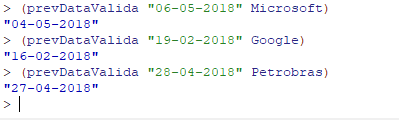 > (prevDataValida "06-05-2018" Microsoft)
"04-05-2018"
> (prevDataValida "19-02-2018" Google)
"16-02-2018"
> (prevDataValida "28-04-2018" Petrobras)
"27-04-2018"
>